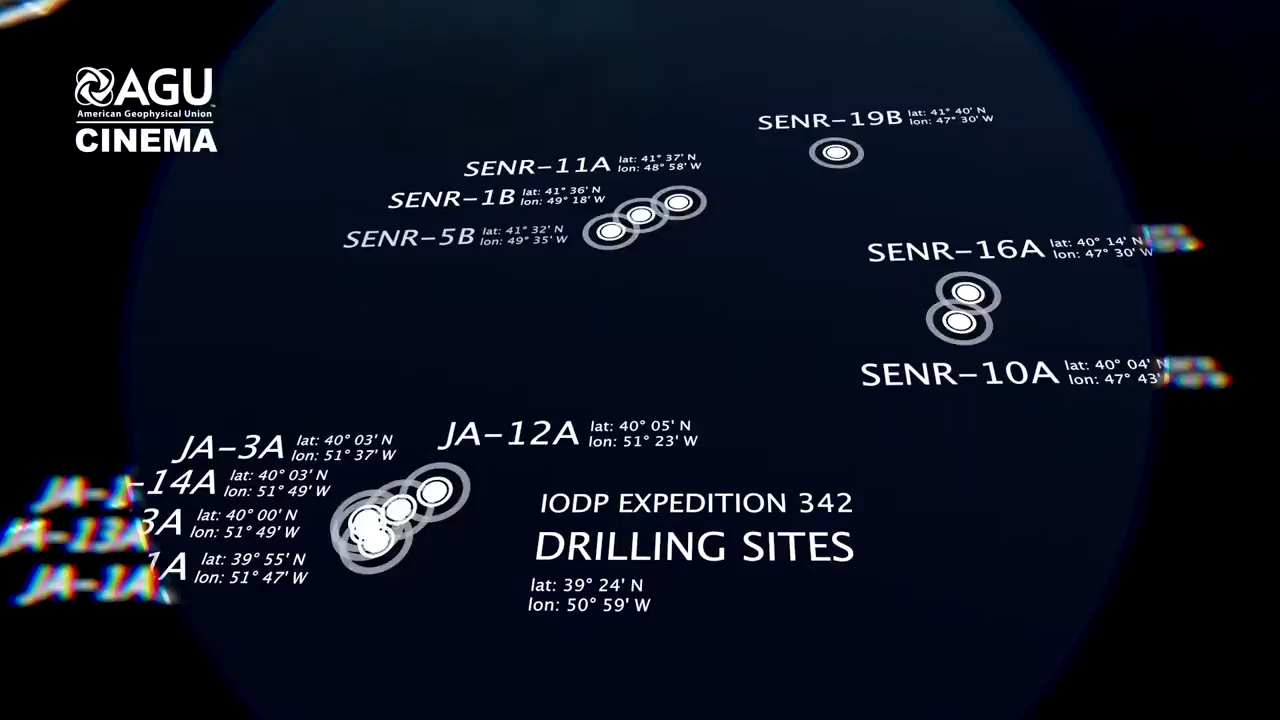 AGU
American Geophysical Union
CINEMA
SENR-19B lat: 41° 40' N
lon: 47° 30' W
SENR-11A lat: 41° 37' N
lon: 48° 58' W
SENR-1B lat: 41° 36' N
lon: 49° 18' W
SENR-5B lat: 41° 32' N
lon: 49° 35' W
SENR-16A lat: 40° 14' N
lon: 47° 30' W
SENR-10A lat: 40° 04' N
lon: 47° 43'
JA-12A lat: 40° 05' N
lon: 51° 23' W
JA-3A lat: 40° 03' N
lon: 51° 37' W
-14A lat: 40° 03' N
lon: 51° 49' W
JA-13A lat: 40° 00' N
lon: 51° 49' W
JA-1A lat: 39° 55' N
lon: 51° 47' W
IODP EXPEDITION 342
DRILLING SITES
lat: 39° 24' N
lon: 50° 59' W